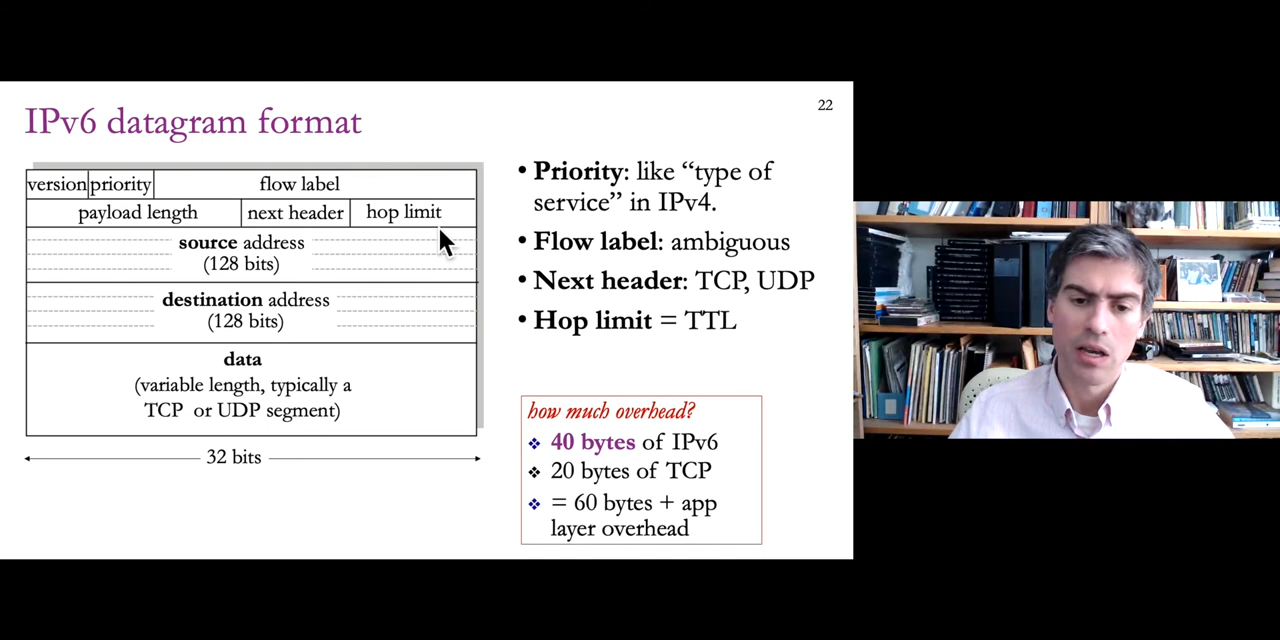 22
IPv6 datagram format
version priority flow label
payload length next header hop limit
source address
(128 bits)
destination address
(128 bits)
data
(variable length, typically a
TCP or UDP segment)
32 bits
• Priority: like “type of
service” in IPv4.
• Flow label: ambiguous
• Next header: TCP, UDP
• Hop limit = TTL
how much overhead?
❖ 40 bytes of IPv6
❖ 20 bytes of TCP
❖ = 60 bytes + app
layer overhead